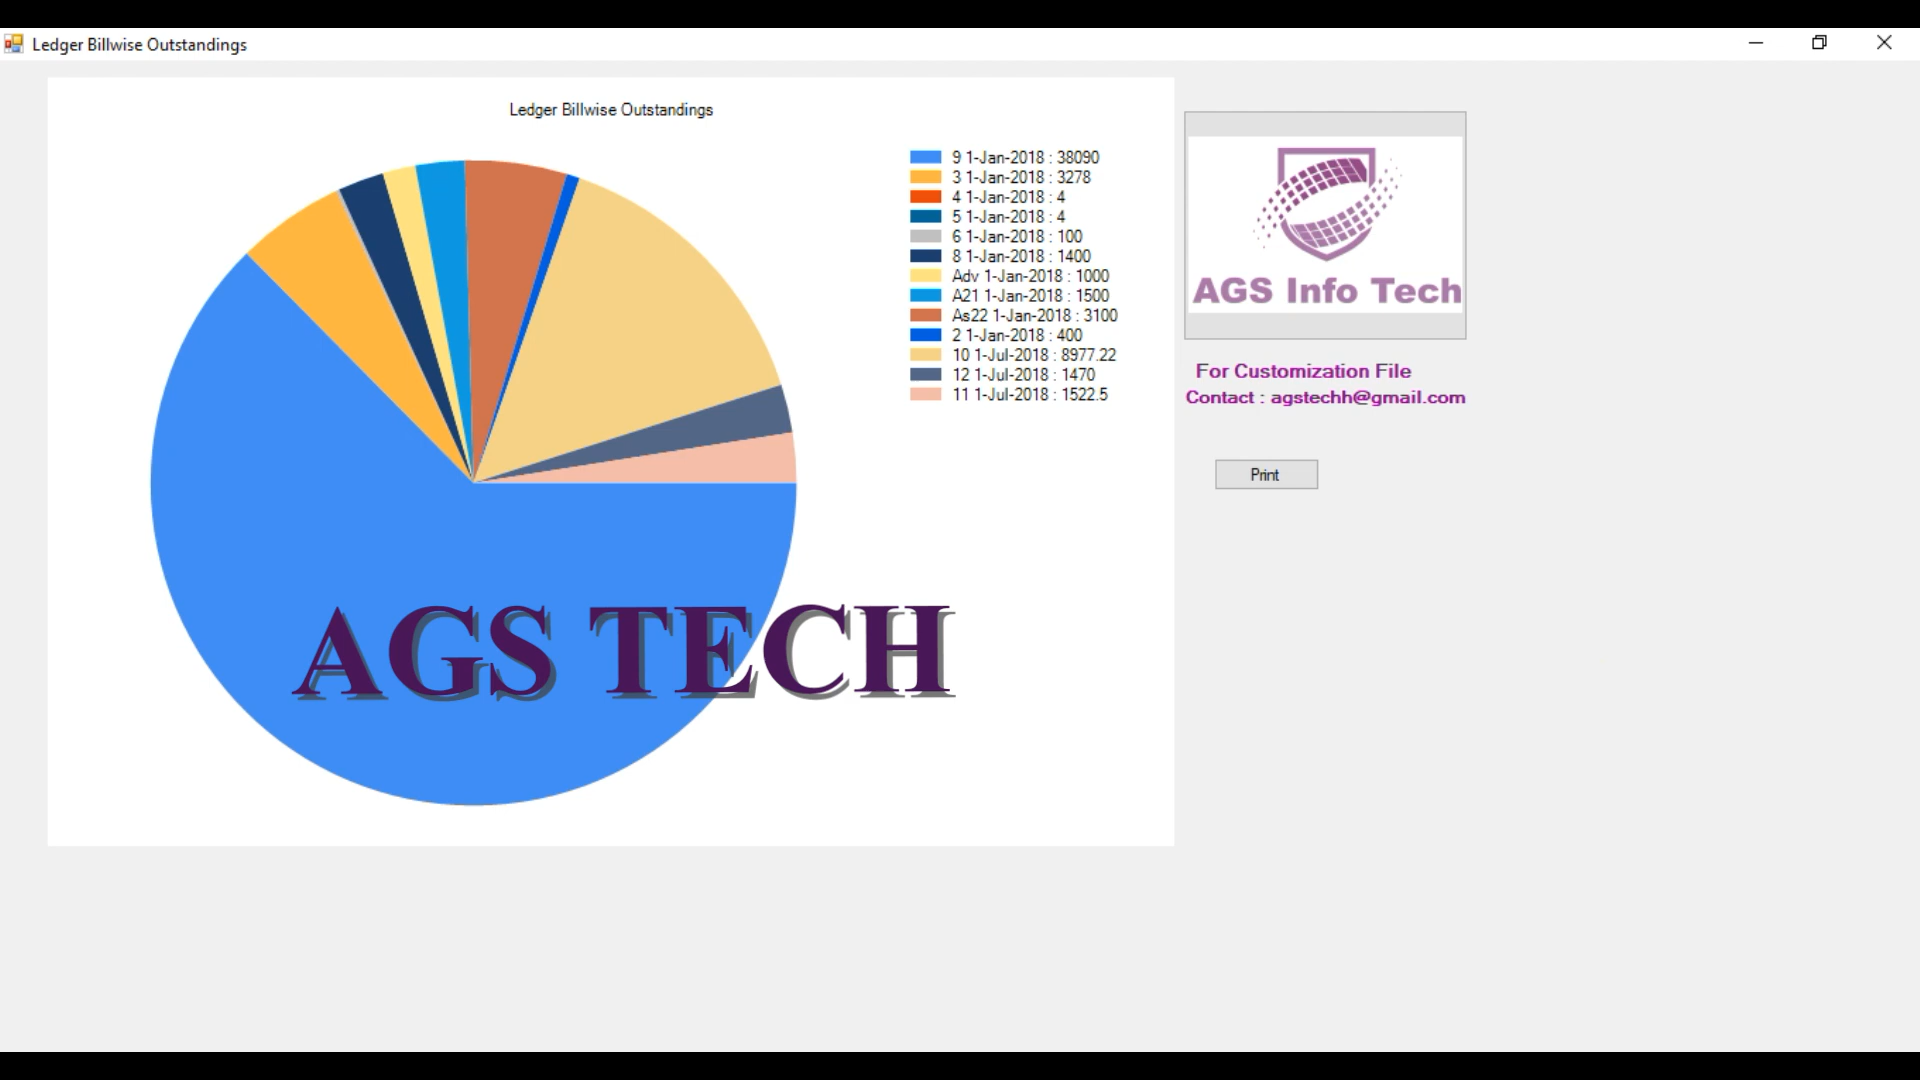 Ledger Billwise Outstandings
Ledger Billwise Outstandings
9 1-Jan-2018 : 38090
3 1-Jan-2018 : 3278
4 1-Jan-2018 : 4
5 1-Jan-2018 : 4
6 1-Jan-2018 : 100
8 1-Jan-2018 : 1400
Adv 1-Jan-2018 : 1000
A21 1-Jan-2018 : 1500
As22 1-Jan-2018 : 3100
2 1-Jan-2018 : 400
10 1-Jul-2018 : 8977.22
12 1-Jul-2018 : 1470
11 1-Jul-2018 : 1522.5
AGS Info Tech
For Customization File
Contact : agstechh@gmail.com
Print
AGS TECH